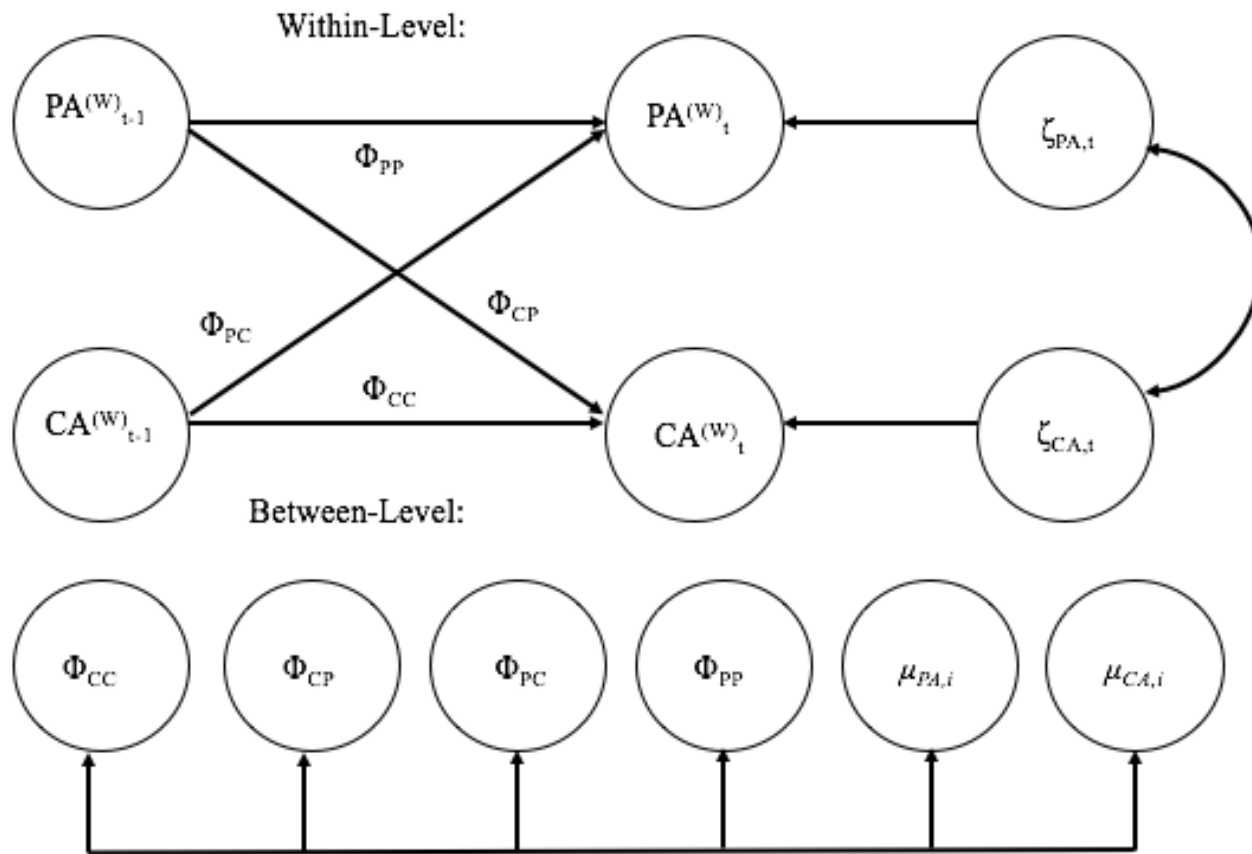 Within-Level:
PA(W)t-1
PA(W)t
ζPA,t
ΦPP
ΦPC
ΦCP
ΦCC
CA(W)t-1
CA(W)t
ζCA,t
Between-Level:
ΦCC
ΦCP
ΦPC
ΦPP
μPA,i
μCA,i